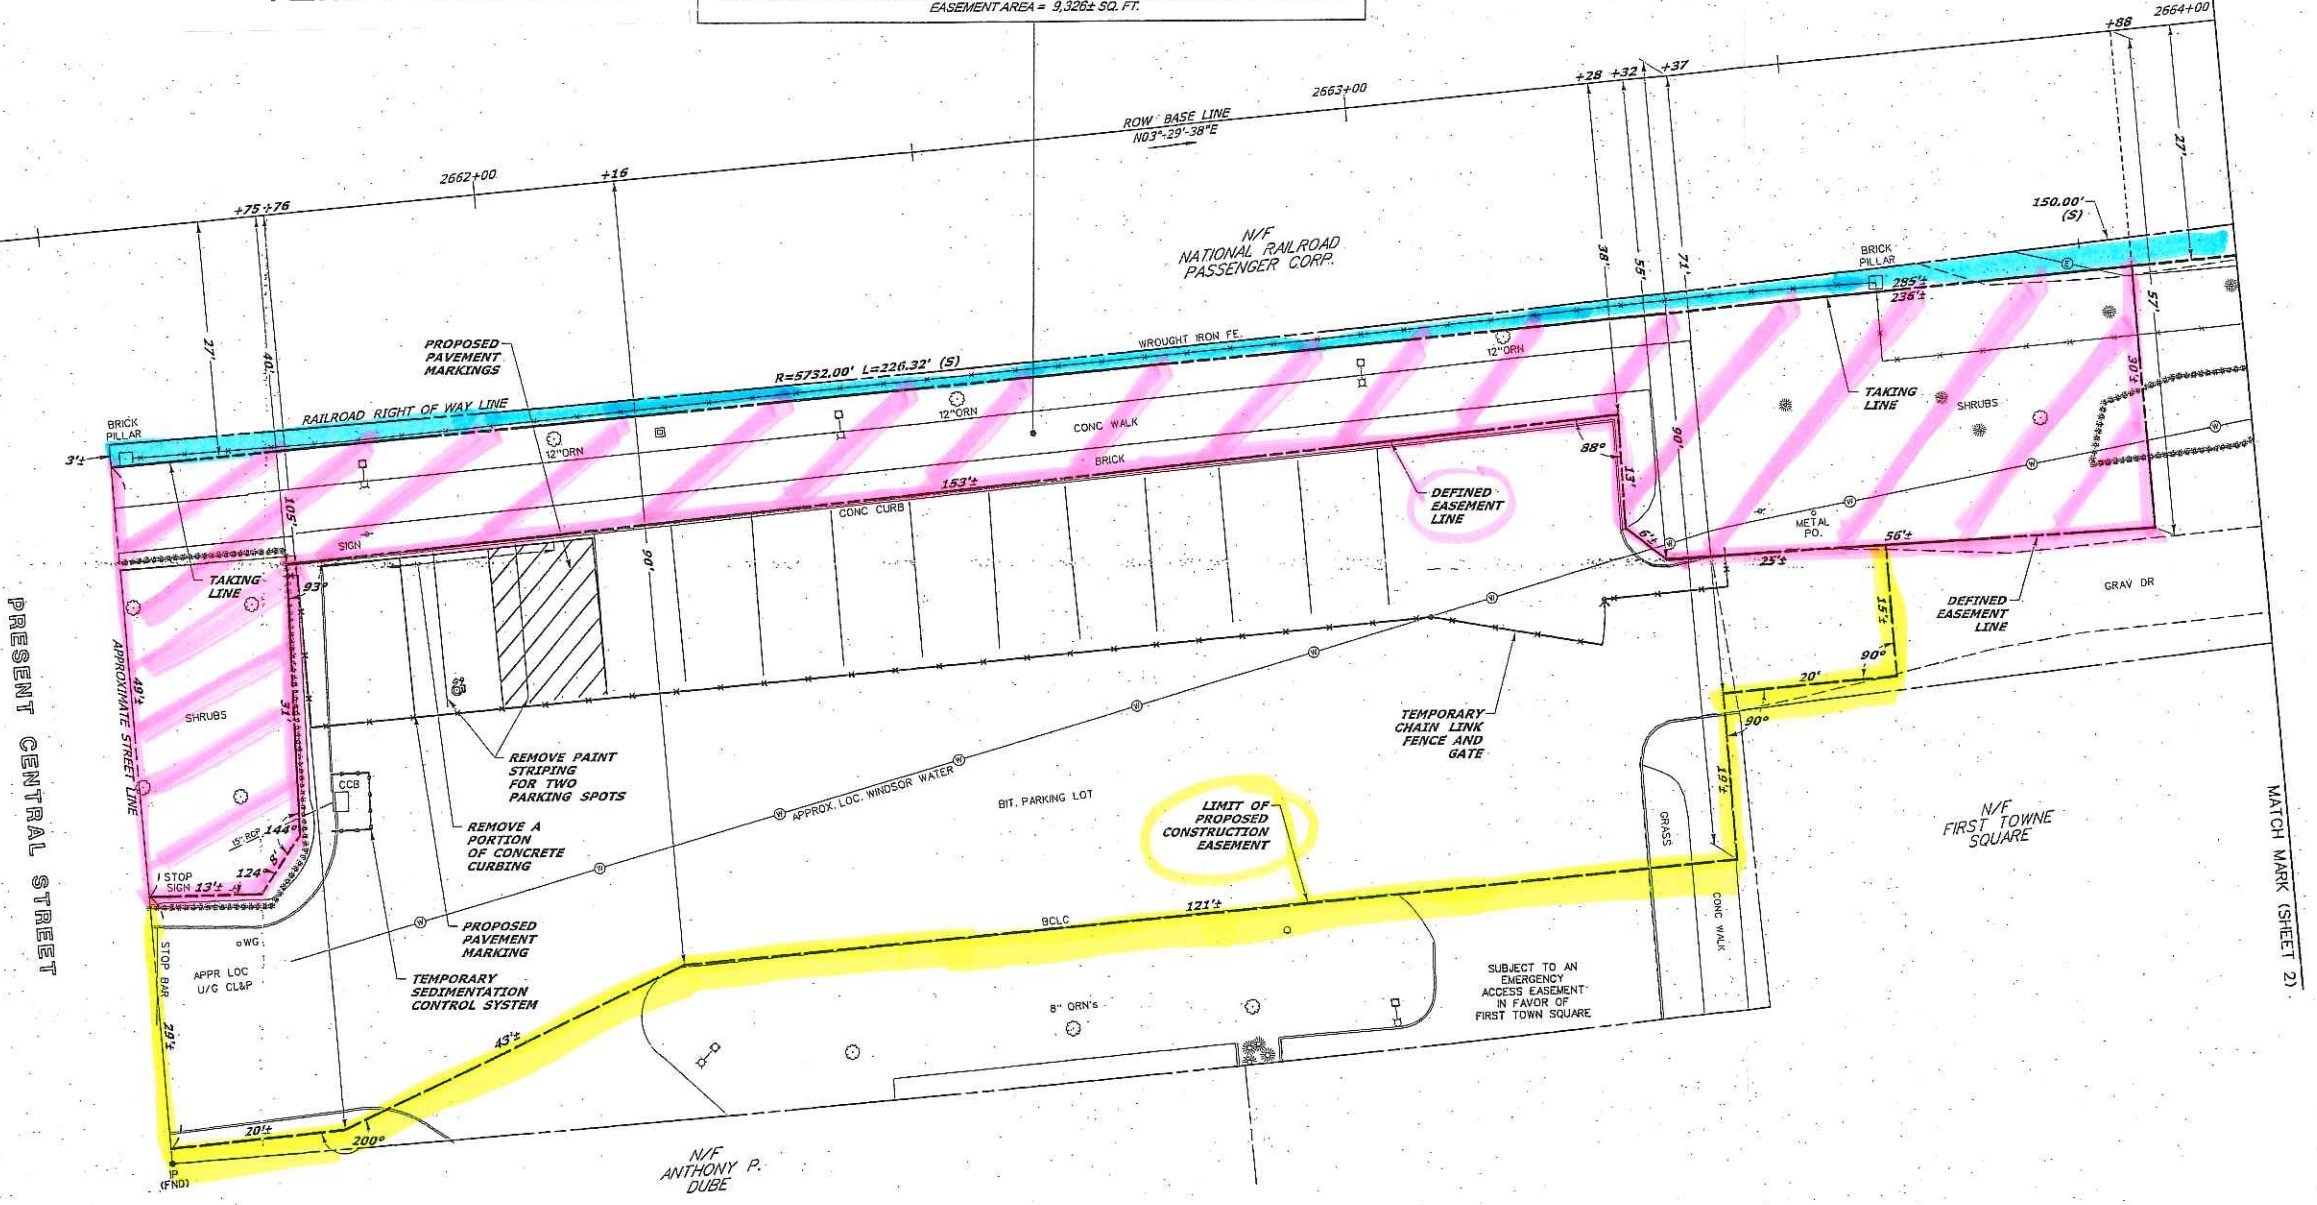 EASEMENT AREA = 9,326± SQ. FT.
2664+00
+88
+28 +32 +37
2663+00
ROW BASE LINE
N03°-29'-38"E
+16
2662+00
+75 +76
27'
40'
27'
150.00'
(S)
N/F
NATIONAL RAILROAD
PASSENGER CORP.
38'
55'
71'
BRICK
PILLAR
285'±
236'±
57'
30'±
PROPOSED
PAVEMENT
MARKINGS
WROUGHT IRON FE.
R=5732.00' L=226.32' (S)
RAILROAD RIGHT OF WAY LINE
12"ORN
12"ORN
12"ORN
TAKING
LINE
SHRUBS
BRICK
PILLAR
3'±
CONC WALK
BRICK
88°
90'
13'
153'±
DEFINED
EASEMENT
LINE
CONC CURB
105'
SIGN
6'±
METAL
PO.
56'±
25'±
TAKING
LINE
93°
90'
GRAV DR
15'±
DEFINED
EASEMENT
LINE
90°
20'
90°
APPROXIMATE STREET LINE
49'±
SHRUBS
31'
PRESENT CENTRAL STREET
TEMPORARY
CHAIN LINK
FENCE AND
GATE
REMOVE PAINT
STRIPING
FOR TWO
PARKING SPOTS
CCB
APPROX. LOC. WINDSOR WATER
BIT. PARKING LOT
LIMIT OF
PROPOSED
CONSTRUCTION
EASEMENT
19'±
GRASS
N/F
FIRST TOWNE
SQUARE
MATCH MARK (SHEET 2)
15" RCP
144°
8'
124°
REMOVE A
PORTION
OF CONCRETE
CURBING
STOP
SIGN 13'±
BCLC
121'±
CONC WALK
PROPOSED
PAVEMENT
MARKING
STOP BAR
WG
APPR LOC
U/G CL&P
TEMPORARY
SEDIMENTATION
CONTROL SYSTEM
SUBJECT TO AN
EMERGENCY
ACCESS EASEMENT
IN FAVOR OF
FIRST TOWN SQUARE
8" ORN's
29'±
43'±
20'±
200°
IP
(FND)
N/F
ANTHONY P.
DUBE